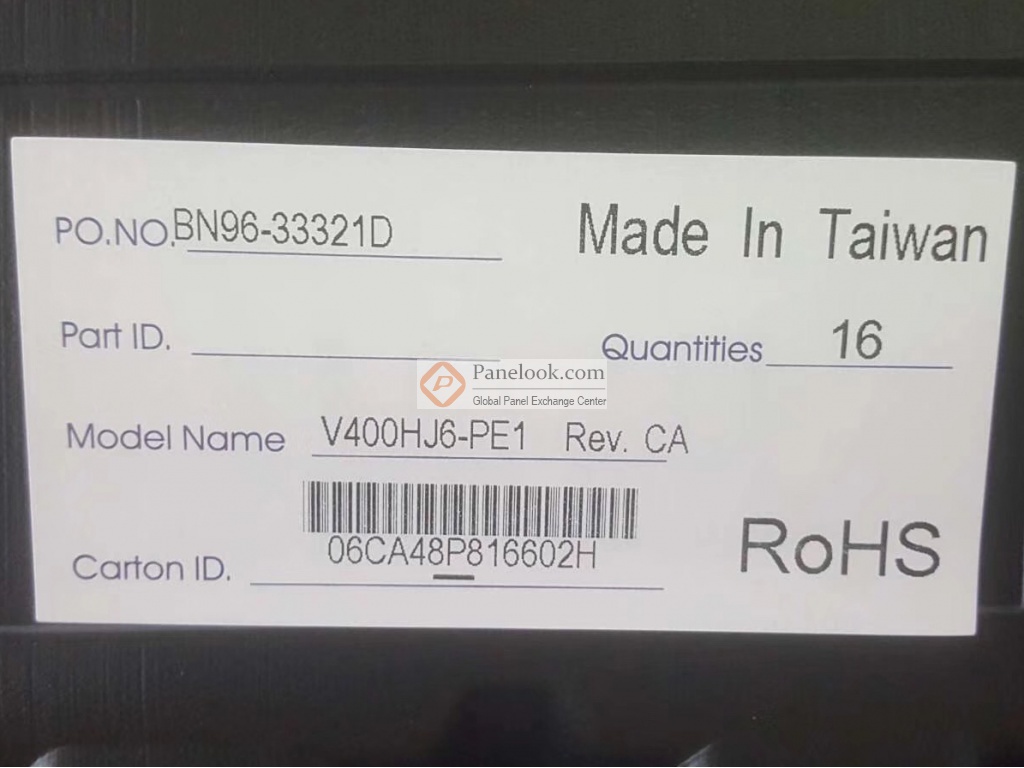 PO.NO. BN96-33321D
Made In Taiwan
Part ID.
Quantities 16
Panelook.com
Global Panel Exchange Center
Model Name V400HJ6-PE1 Rev. CA
06CA48P816602H
Carton ID.
RoHS